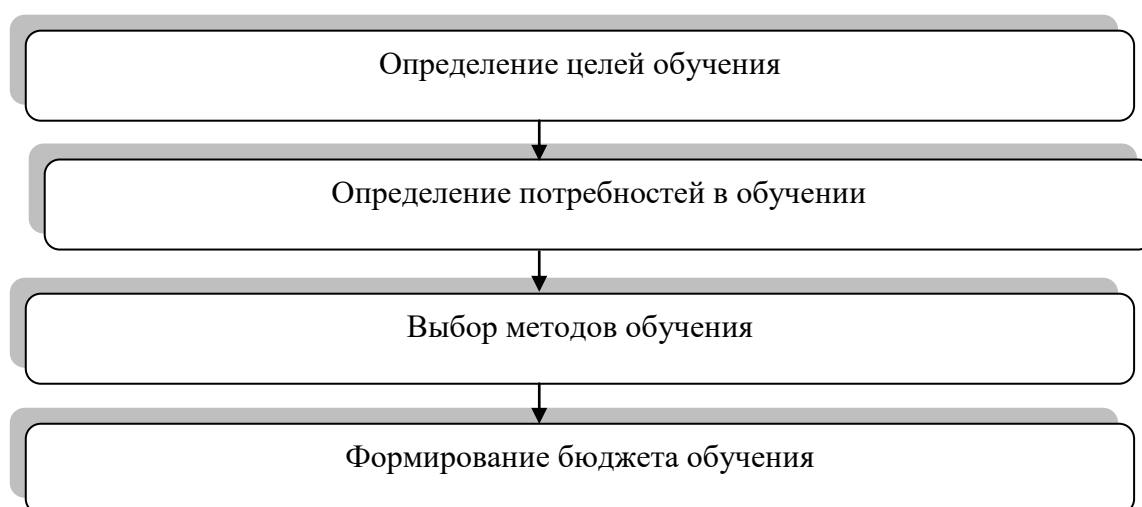 Определение целей обучения
Определение потребностей в обучении
Выбор методов обучения
Формирование бюджета обучения